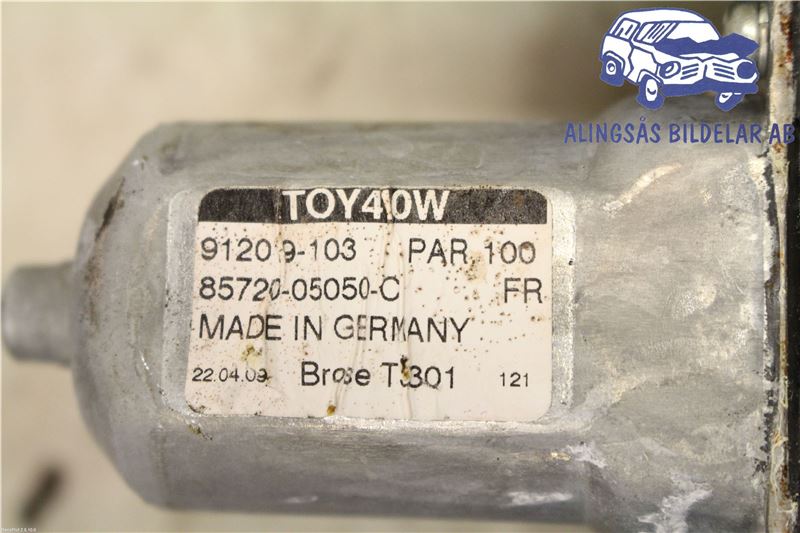 ALINGSÅS BILDELAR AB
TOY40W
91209-103 PAR 100
85720-05050-C FR
MADE IN GERMANY
22.04.09 Brose T3301 121